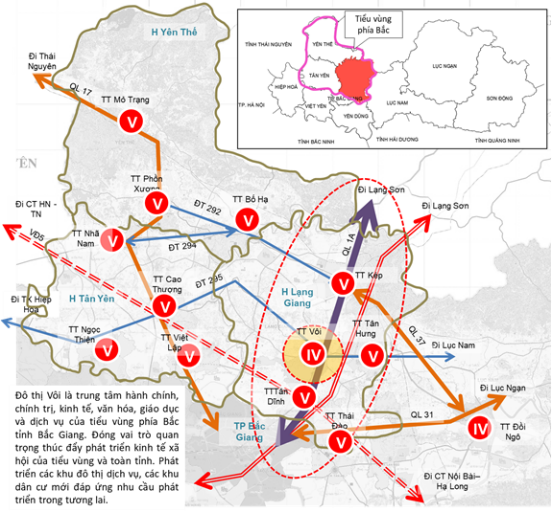 Tiểu vùng
phía Bắc
TỈNH THÁI NGUYÊN
YÊN THẾ
TÂN YÊN
HIỆP HÒA
TP. HÀ NỘI
VIỆT YÊN
TP BẮC GIANG
YÊN DŨNG
LỤC NAM
LỤC NGẠN
SƠN ĐỘNG
TỈNH BẮC NINH
TỈNH HẢI DƯƠNG
TỈNH QUẢNG NINH
H Yên Thế
Đi Thái
Nguyên
QL 17
TT Mỏ Trạng
V
TT Phồn
Xương
V
ĐT 292
TT Bố Hạ
V
Đi Lạng Sơn
Đi Lạng Sơn
Đi CT HN -
TN
VĐ5
TT Nhã
Nam
V
ĐT 294
QL 1A
TT Cao
Thượng
V
ĐT 295
TT Kép
V
H Tân Yên
H Lạng
Giang
Đi TX Hiệp
Hòa
TT Ngọc
Thiện
V
TT Việt
Lập
V
TT Vôi
IV
TT Tân
Hưng
V
QL 37
Đi Lục Nam
TTTân
Dĩnh
V
Đi Lục Ngạn
TP Bắc
Giang
TT Thái
Đào
V
QL 31
TT Đồi
Ngô
IV
Đi CT Nội Bài–
Hạ Long
Đô thị Vôi là trung tâm hành chính,
chính trị, kinh tế, văn hóa, giáo dục
và dịch vụ của tiểu vùng phía Bắc
tỉnh Bắc Giang. Đóng vai trò quan
trọng thúc đẩy phát triển kinh tế xã
hội của tiểu vùng và toàn tỉnh. Phát
triển các khu đô thị dịch vụ, các khu
dân cư mới đáp ứng nhu cầu phát
triển trong tương lai.